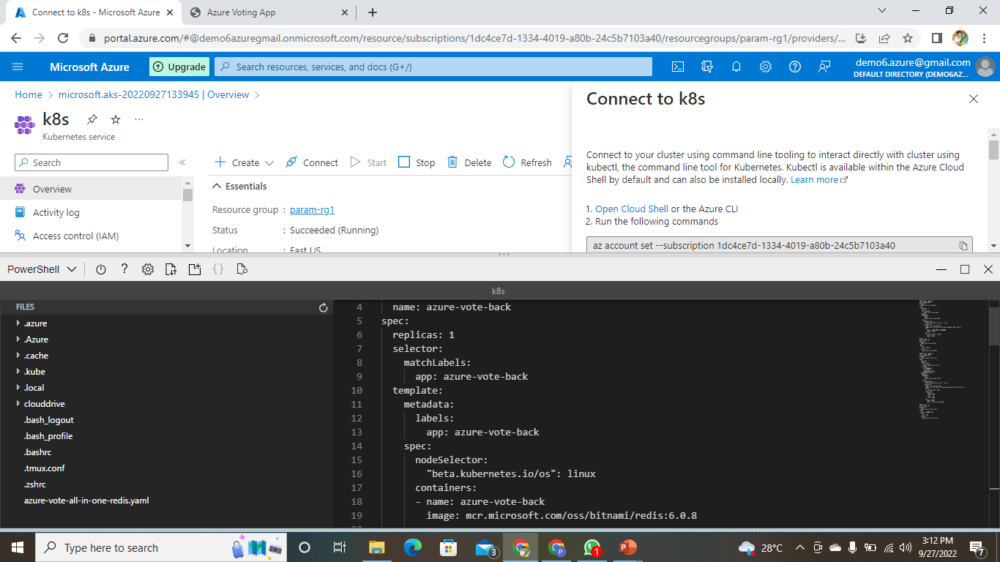 Connect to k8s - Microsoft Azure
Azure Voting App
portal.azure.com/#@demo6azuregmail.onmicrosoft.com/resource/subscriptions/1dc4ce7d-1334-4019-a80b-24c5b7103a40/resourcegroups/param-rg1/providers/...
Microsoft Azure
Upgrade
Search resources, services, and docs (G+/)
demo6.azure@gmail.com
DEFAULT DIRECTORY (DEMO6AZ...
Home > microsoft.aks-20220927133945 | Overview >
k8s
Kubernetes service
Search
Overview
Activity log
Access control (IAM)
Create
Connect
Start
Stop
Delete
Refresh
Essentials
Resource group : param-rg1
Status : Succeeded (Running)
Location : East US
Connect to k8s
Connect to your cluster using command line tooling to interact directly with cluster using
kubectl, the command line tool for Kubernetes. Kubectl is available within the Azure Cloud
Shell by default and can also be installed locally. Learn more
1. Open Cloud Shell or the Azure CLI
2. Run the following commands
az account set --subscription 1dc4ce7d-1334-4019-a80b-24c5b7103a40
PowerShell
k8s
FILES
.azure
.Azure
.cache
.kube
.local
clouddrive
.bash_logout
.bash_profile
.bashrc
.tmux.conf
.zshrc
azure-vote-all-in-one-redis.yaml
4 name: azure-vote-back
5 spec:
6 replicas: 1
7 selector:
8 matchLabels:
9 app: azure-vote-back
10 template:
11 metadata:
12 labels:
13 app: azure-vote-back
14 spec:
15 nodeSelector:
16 "beta.kubernetes.io/os": linux
17 containers:
18 - name: azure-vote-back
19 image: mcr.microsoft.com/oss/bitnami/redis:6.0.8
Type here to search
3
P
1
28°C
3:12 PM
9/27/2022
7